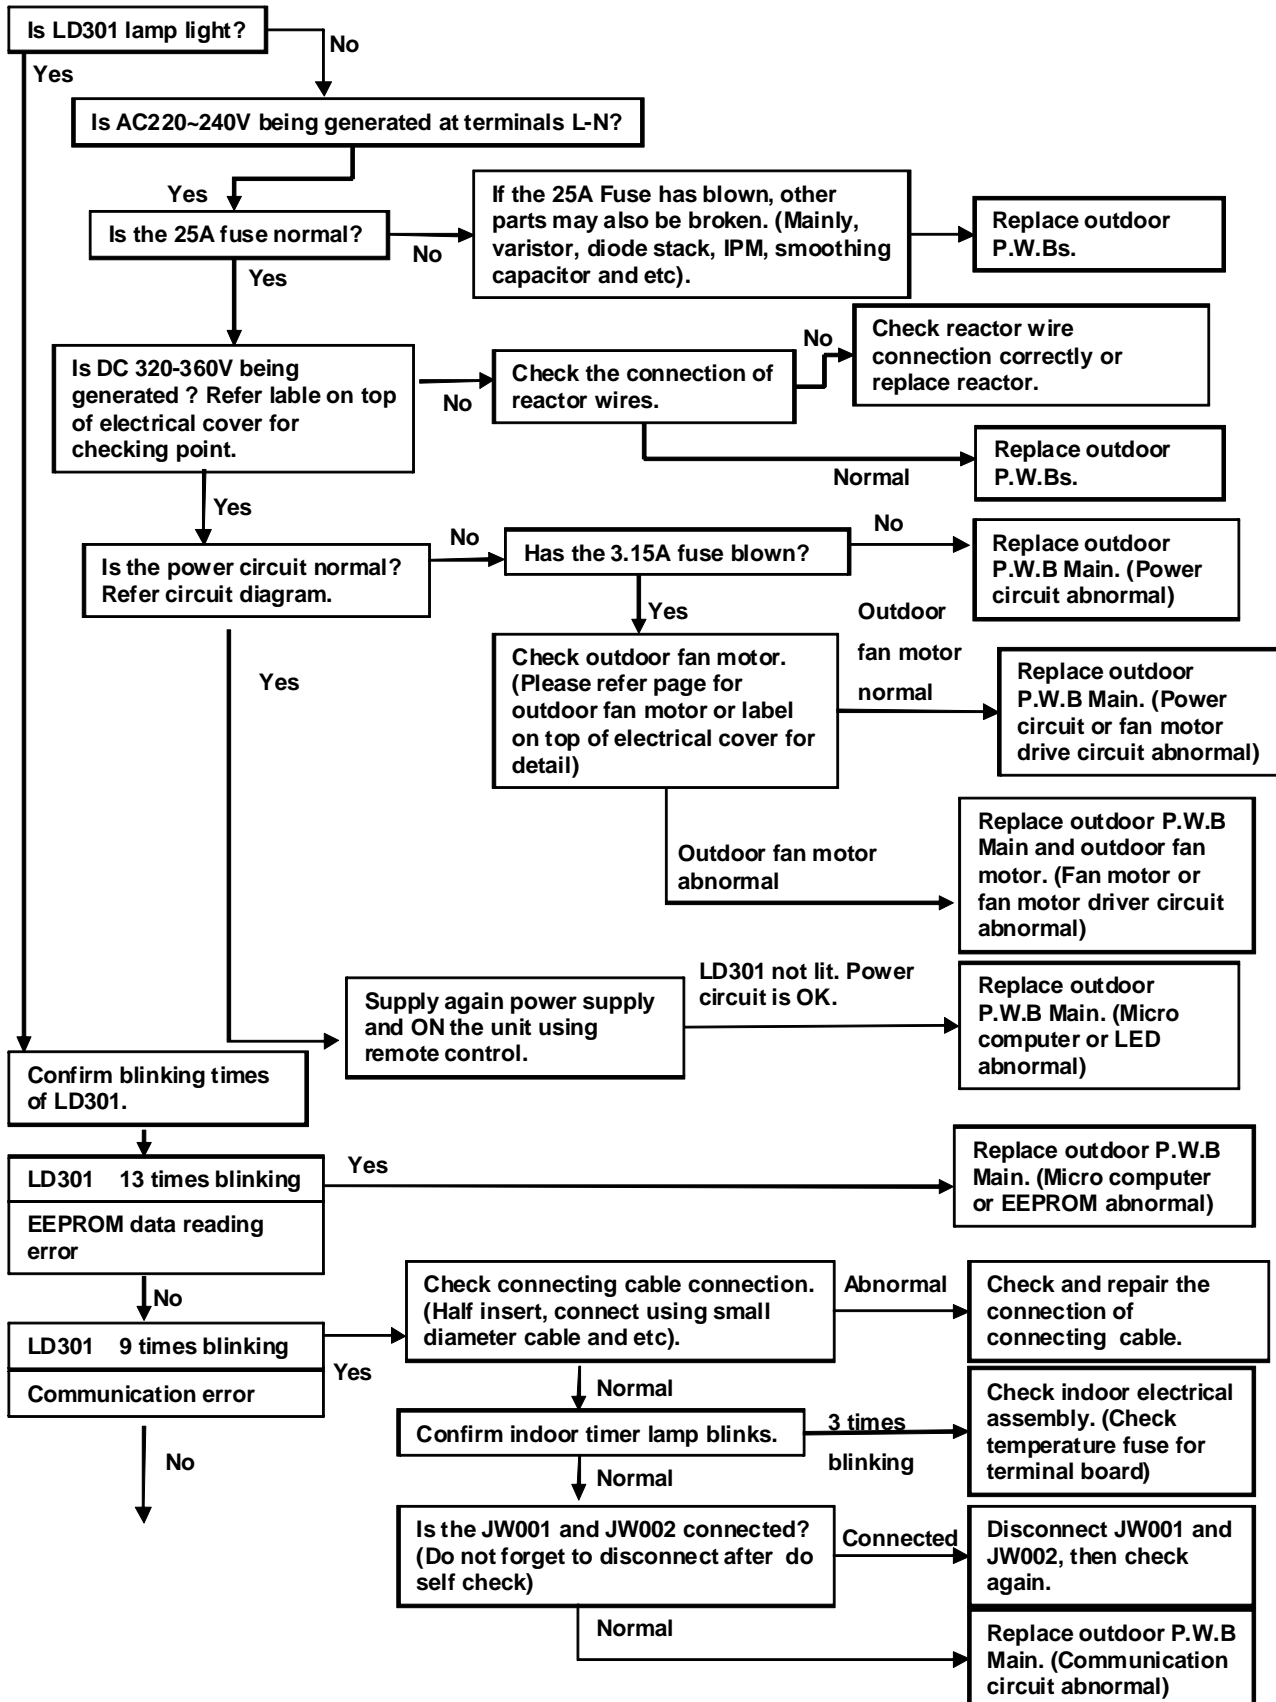 Is LD301 lamp light?
No
Yes
Is AC220~240V being generated at terminals L-N?
Yes
If the 25A Fuse has blown, other
parts may also be broken. (Mainly,
varistor, diode stack, IPM, smoothing
capacitor and etc).
Replace outdoor
P.W.Bs.
Is the 25A fuse normal?
No
Yes
Is DC 320-360V being
generated ? Refer lable on top
of electrical cover for
checking point.
No
Check the connection of
reactor wires.
No
Check reactor wire
connection correctly or
replace reactor.
Normal
Replace outdoor
P.W.Bs.
Yes
Is the power circuit normal?
Refer circuit diagram.
No
Has the 3.15A fuse blown?
No
Replace outdoor
P.W.B Main. (Power
circuit abnormal)
Yes
Yes
Check outdoor fan motor.
(Please refer page for
outdoor fan motor or label
on top of electrical cover for
detail)
Outdoor
fan motor
normal
Replace outdoor
P.W.B Main. (Power
circuit or fan motor
drive circuit abnormal)
Outdoor fan motor
abnormal
Replace outdoor P.W.B
Main and outdoor fan
motor. (Fan motor or
fan motor driver circuit
abnormal)
Supply again power supply
and ON the unit using
remote control.
LD301 not lit. Power
circuit is OK.
Replace outdoor
P.W.B Main. (Micro
computer or LED
abnormal)
Confirm blinking times
of LD301.
LD301 13 times blinking
EEPROM data reading
error
Yes
Replace outdoor P.W.B
Main. (Micro computer
or EEPROM abnormal)
No
LD301 9 times blinking
Communication error
Yes
Check connecting cable connection.
(Half insert, connect using small
diameter cable and etc).
Abnormal
Check and repair the
connection of
connecting cable.
Normal
Confirm indoor timer lamp blinks.
3 times
blinking
Check indoor electrical
assembly. (Check
temperature fuse for
terminal board)
No
Normal
Is the JW001 and JW002 connected?
(Do not forget to disconnect after do
self check)
Connected
Disconnect JW001 and
JW002, then check
again.
Normal
Replace outdoor P.W.B
Main. (Communication
circuit abnormal)